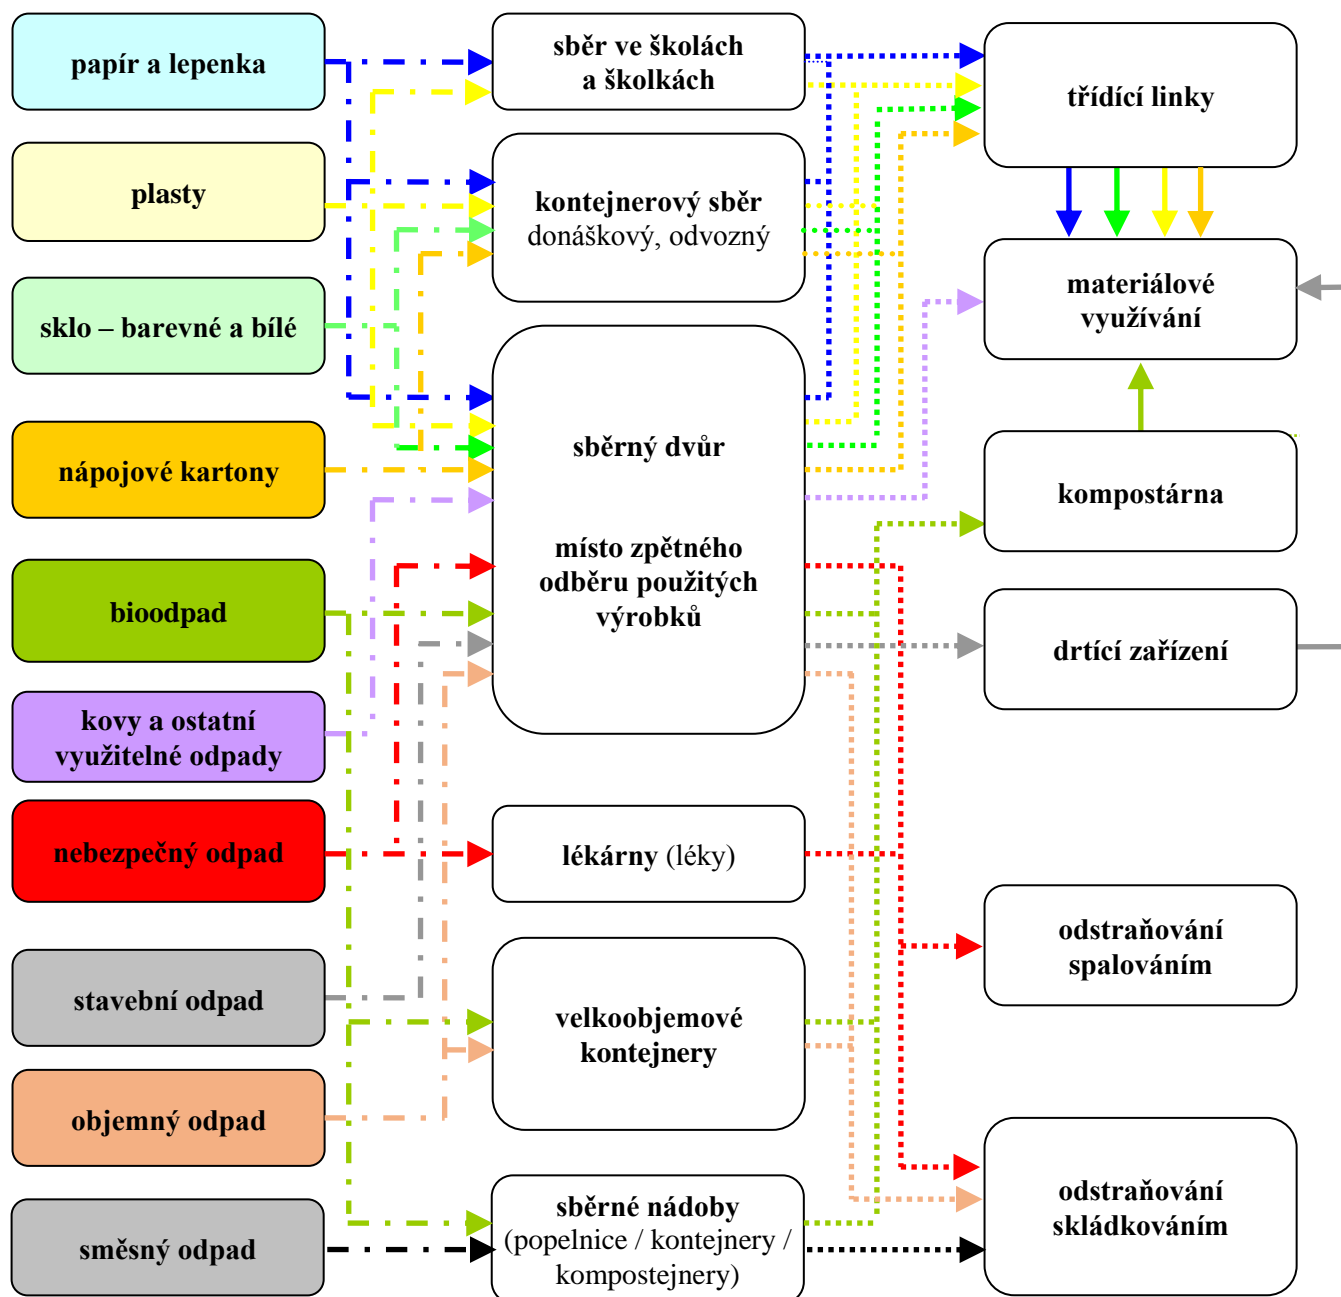 papír a lepenka
plasty
sklo – barevné a bílé
nápojové kartony
bioodpad
kovy a ostatní
využitelné odpady
nebezpečný odpad
stavební odpad
objemný odpad
směsný odpad
sběr ve školách
a školkách
kontejnerový sběr
donáškový, odvozný
sběrný dvůr
místo zpětného
odběru použitých
výrobků
lékárny (léky)
velkoobjemové
kontejnery
sběrné nádoby
(popelnice / kontejnery /
kompostejnery)
třídící linky
materiálové
využívání
kompostárna
drtící zařízení
odstraňování
spalováním
odstraňování
skládkováním